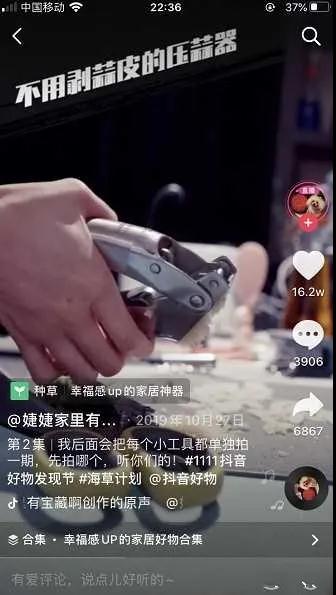 中国移动
22:36
37%
不用剥蒜皮的压蒜器
直播
16.2w
3906
6867
种草 | 幸福感up的家居神器
@婕婕家里有... · 2019年10月27日
第2集 | 我后面会把每个小工具都单独拍
一期，先拍哪个，听你们的！#1111抖音
好物发现节 #海草计划 @抖音好物
有宝藏啊创作的原声 @
合集 · 幸福感UP的家居好物合集
有爱评论，说点儿好听的~